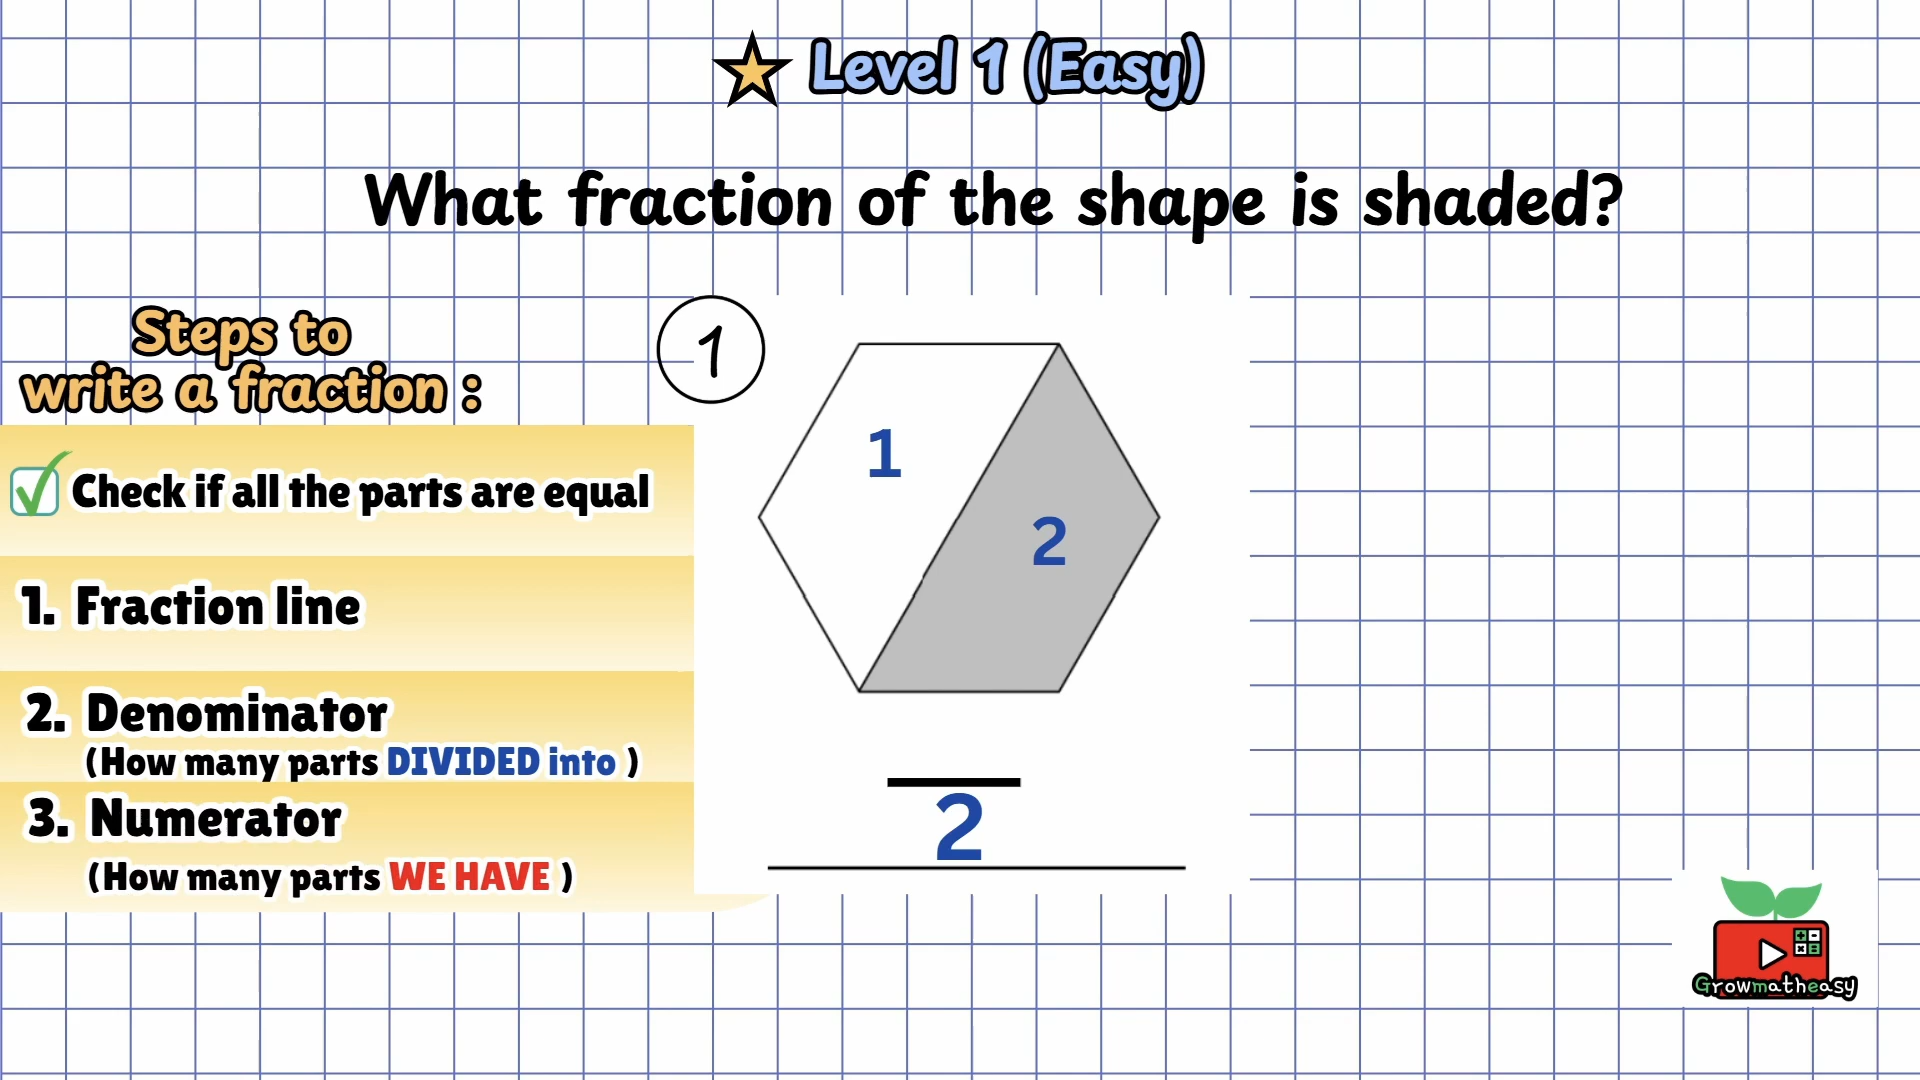 Level 1 (Easy)
What fraction of the shape is shaded?
Steps to
write a fraction :
Check if all the parts are equal
1. Fraction line
2. Denominator
(How many parts DIVIDED into )
3. Numerator
(How many parts WE HAVE )
1
1
2
2
Growmatheasy